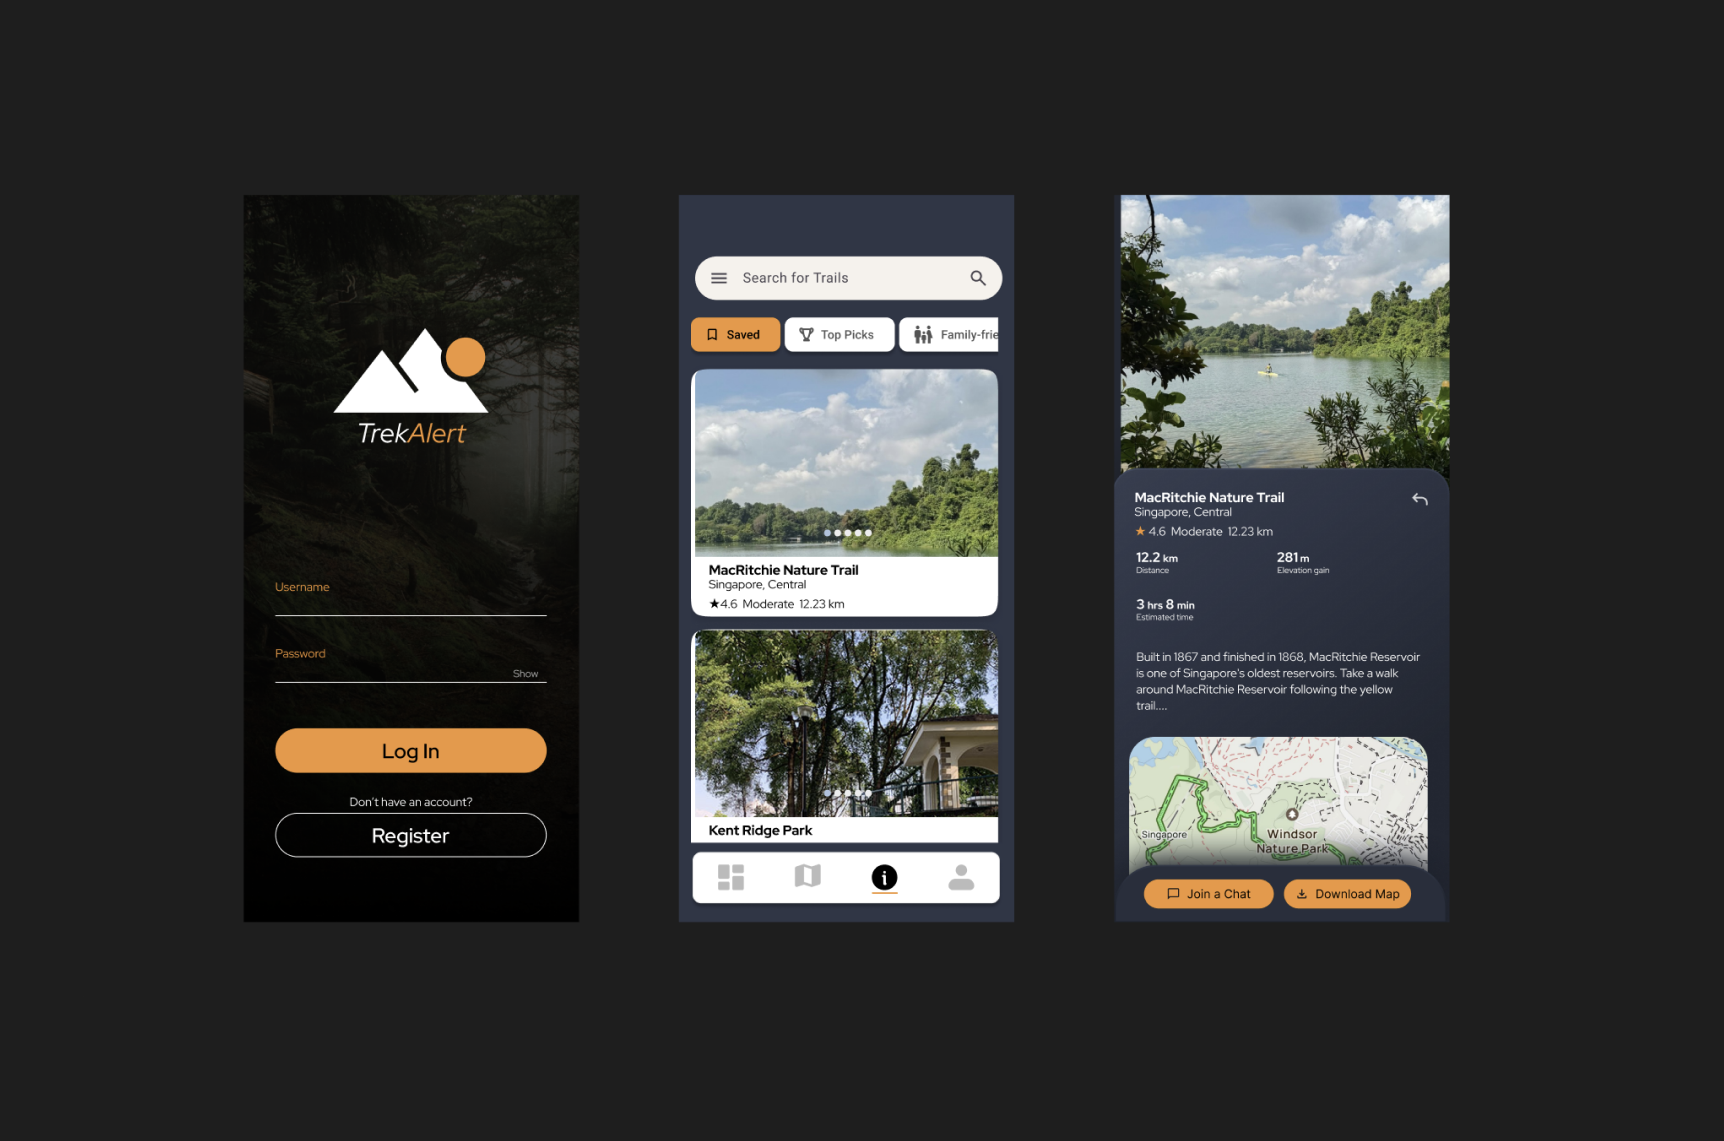 TrekAlert
Username
Password
Show
Log In
Don't have an account?
Register
Search for Trails
Saved
Top Picks
Family-frie
MacRitchie Nature Trail
Singapore, Central
★4.6 Moderate 12.23 km
Kent Ridge Park
MacRitchie Nature Trail
Singapore, Central
★ 4.6 Moderate 12.23 km
12.2 km
Distance
281 m
Elevation gain
3 hrs 8 min
Estimated time
Built in 1867 and finished in 1868, MacRitchie Reservoir
is one of Singapore's oldest reservoirs. Take a walk
around MacRitchie Reservoir following the yellow
trail....
Singapore
Windsor
Nature Park
Join a Chat
Download Map